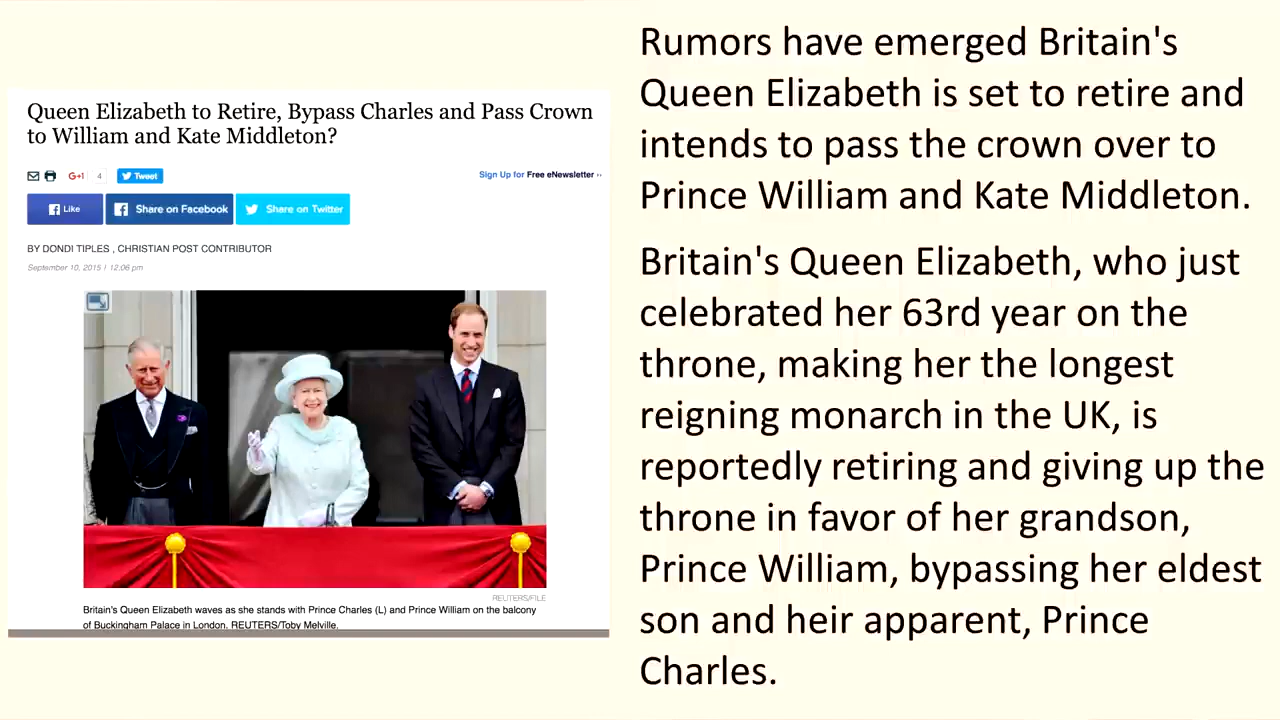 Queen Elizabeth to Retire, Bypass Charles and Pass Crown
to William and Kate Middleton?
G+1 4 Tweet
Sign Up for Free eNewsletter ››
Like
Share on Facebook
Share on Twitter
BY DONDI TIPLES , CHRISTIAN POST CONTRIBUTOR
September 10, 2015 | 12:06 pm
REUTERS/FILE
Britain's Queen Elizabeth waves as she stands with Prince Charles (L) and Prince William on the balcony
of Buckingham Palace in London. REUTERS/Toby Melville.
Rumors have emerged Britain's
Queen Elizabeth is set to retire and
intends to pass the crown over to
Prince William and Kate Middleton.
Britain's Queen Elizabeth, who just
celebrated her 63rd year on the
throne, making her the longest
reigning monarch in the UK, is
reportedly retiring and giving up the
throne in favor of her grandson,
Prince William, bypassing her eldest
son and heir apparent, Prince
Charles.